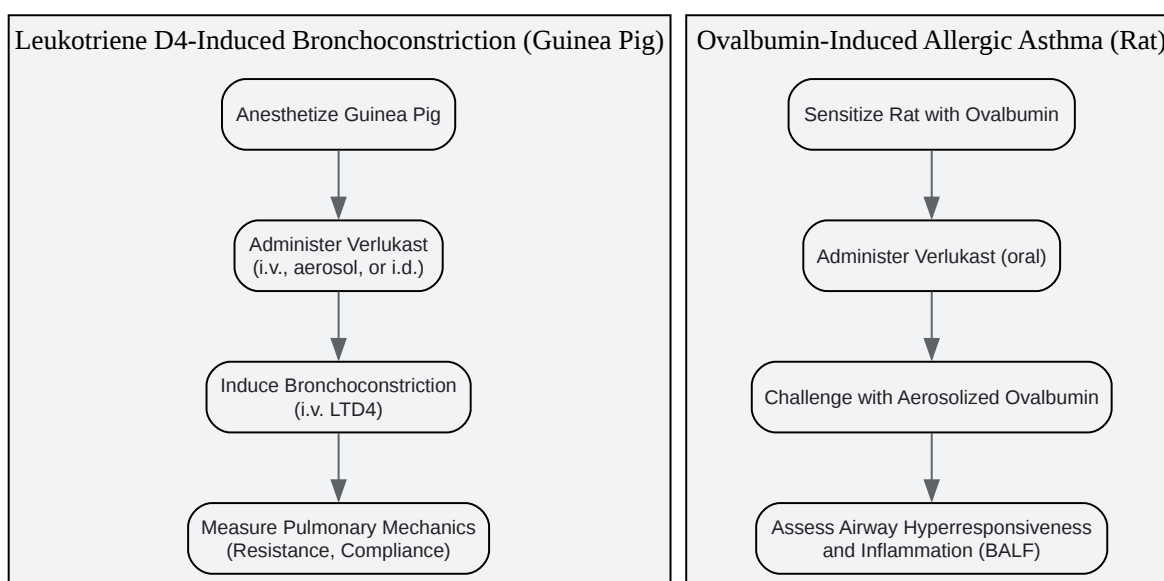 Leukotriene D4-Induced Bronchoconstriction (Guinea Pig)
Anesthetize Guinea Pig
Administer Verlukast
(i.v., aerosol, or i.d.)
Induce Bronchoconstriction
(i.v. LTD4)
Measure Pulmonary Mechanics
(Resistance, Compliance)
Ovalbumin-Induced Allergic Asthma (Rat)
Sensitize Rat with Ovalbumin
Administer Verlukast (oral)
Challenge with Aerosolized Ovalbumin
Assess Airway Hyperresponsiveness
and Inflammation (BALF)